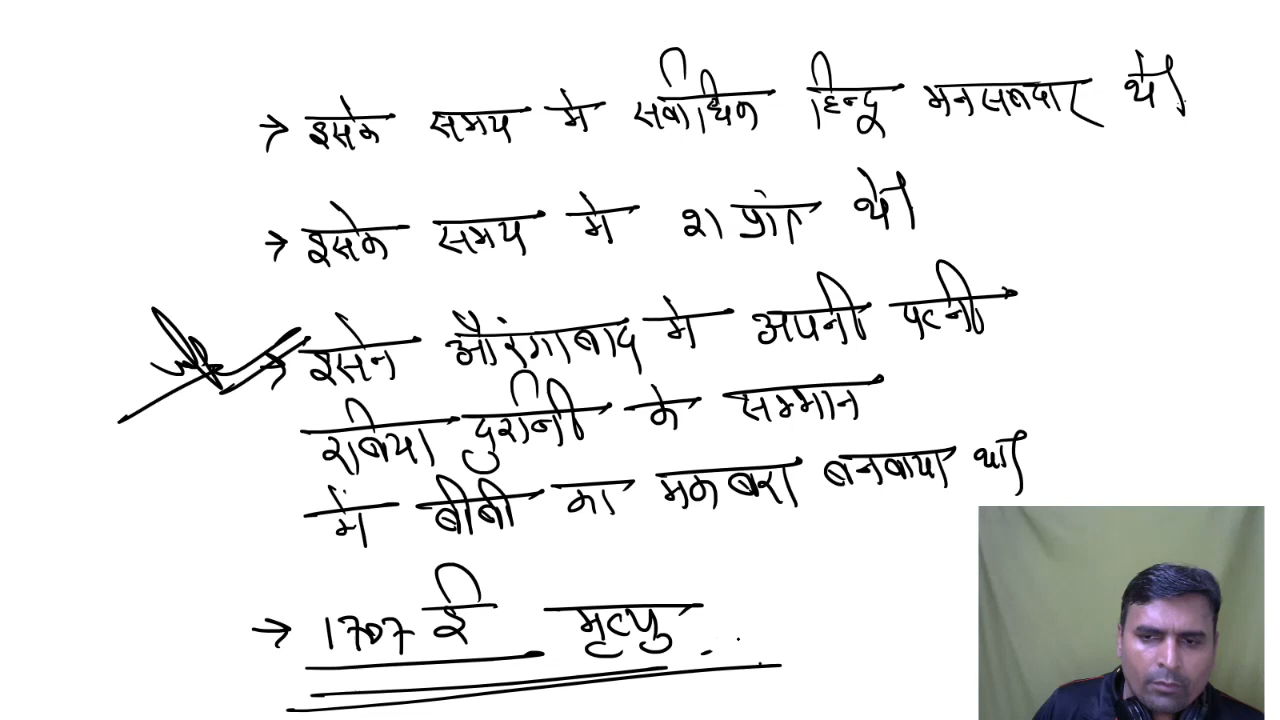 → इसके समय में सर्वाधिक हिन्दू मनसबदार थे।
→ इसके समय में 21 प्रांत थे।
→ इसने औरंगाबाद में अपनी पत्नी
रबिया दुर्रानी के सम्मान
में बीबी का मकबरा बनवाया था।
→ 1707 ई मृत्यु